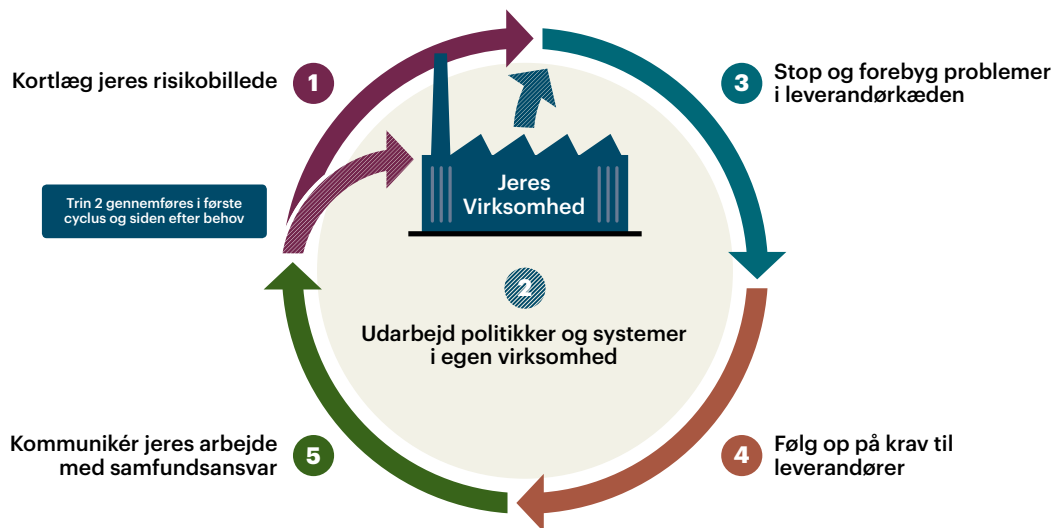 1
Kortlæg jeres risikobillede
Trin 2 gennemføres i første
cyclus og siden efter behov
Jeres
Virksomhed
2
Udarbejd politikker og systemer
i egen virksomhed
3
Stop og forebyg problemer
i leverandørkæden
4
Følg op på krav til
leverandører
5
Kommunikér jeres arbejde
med samfundsansvar